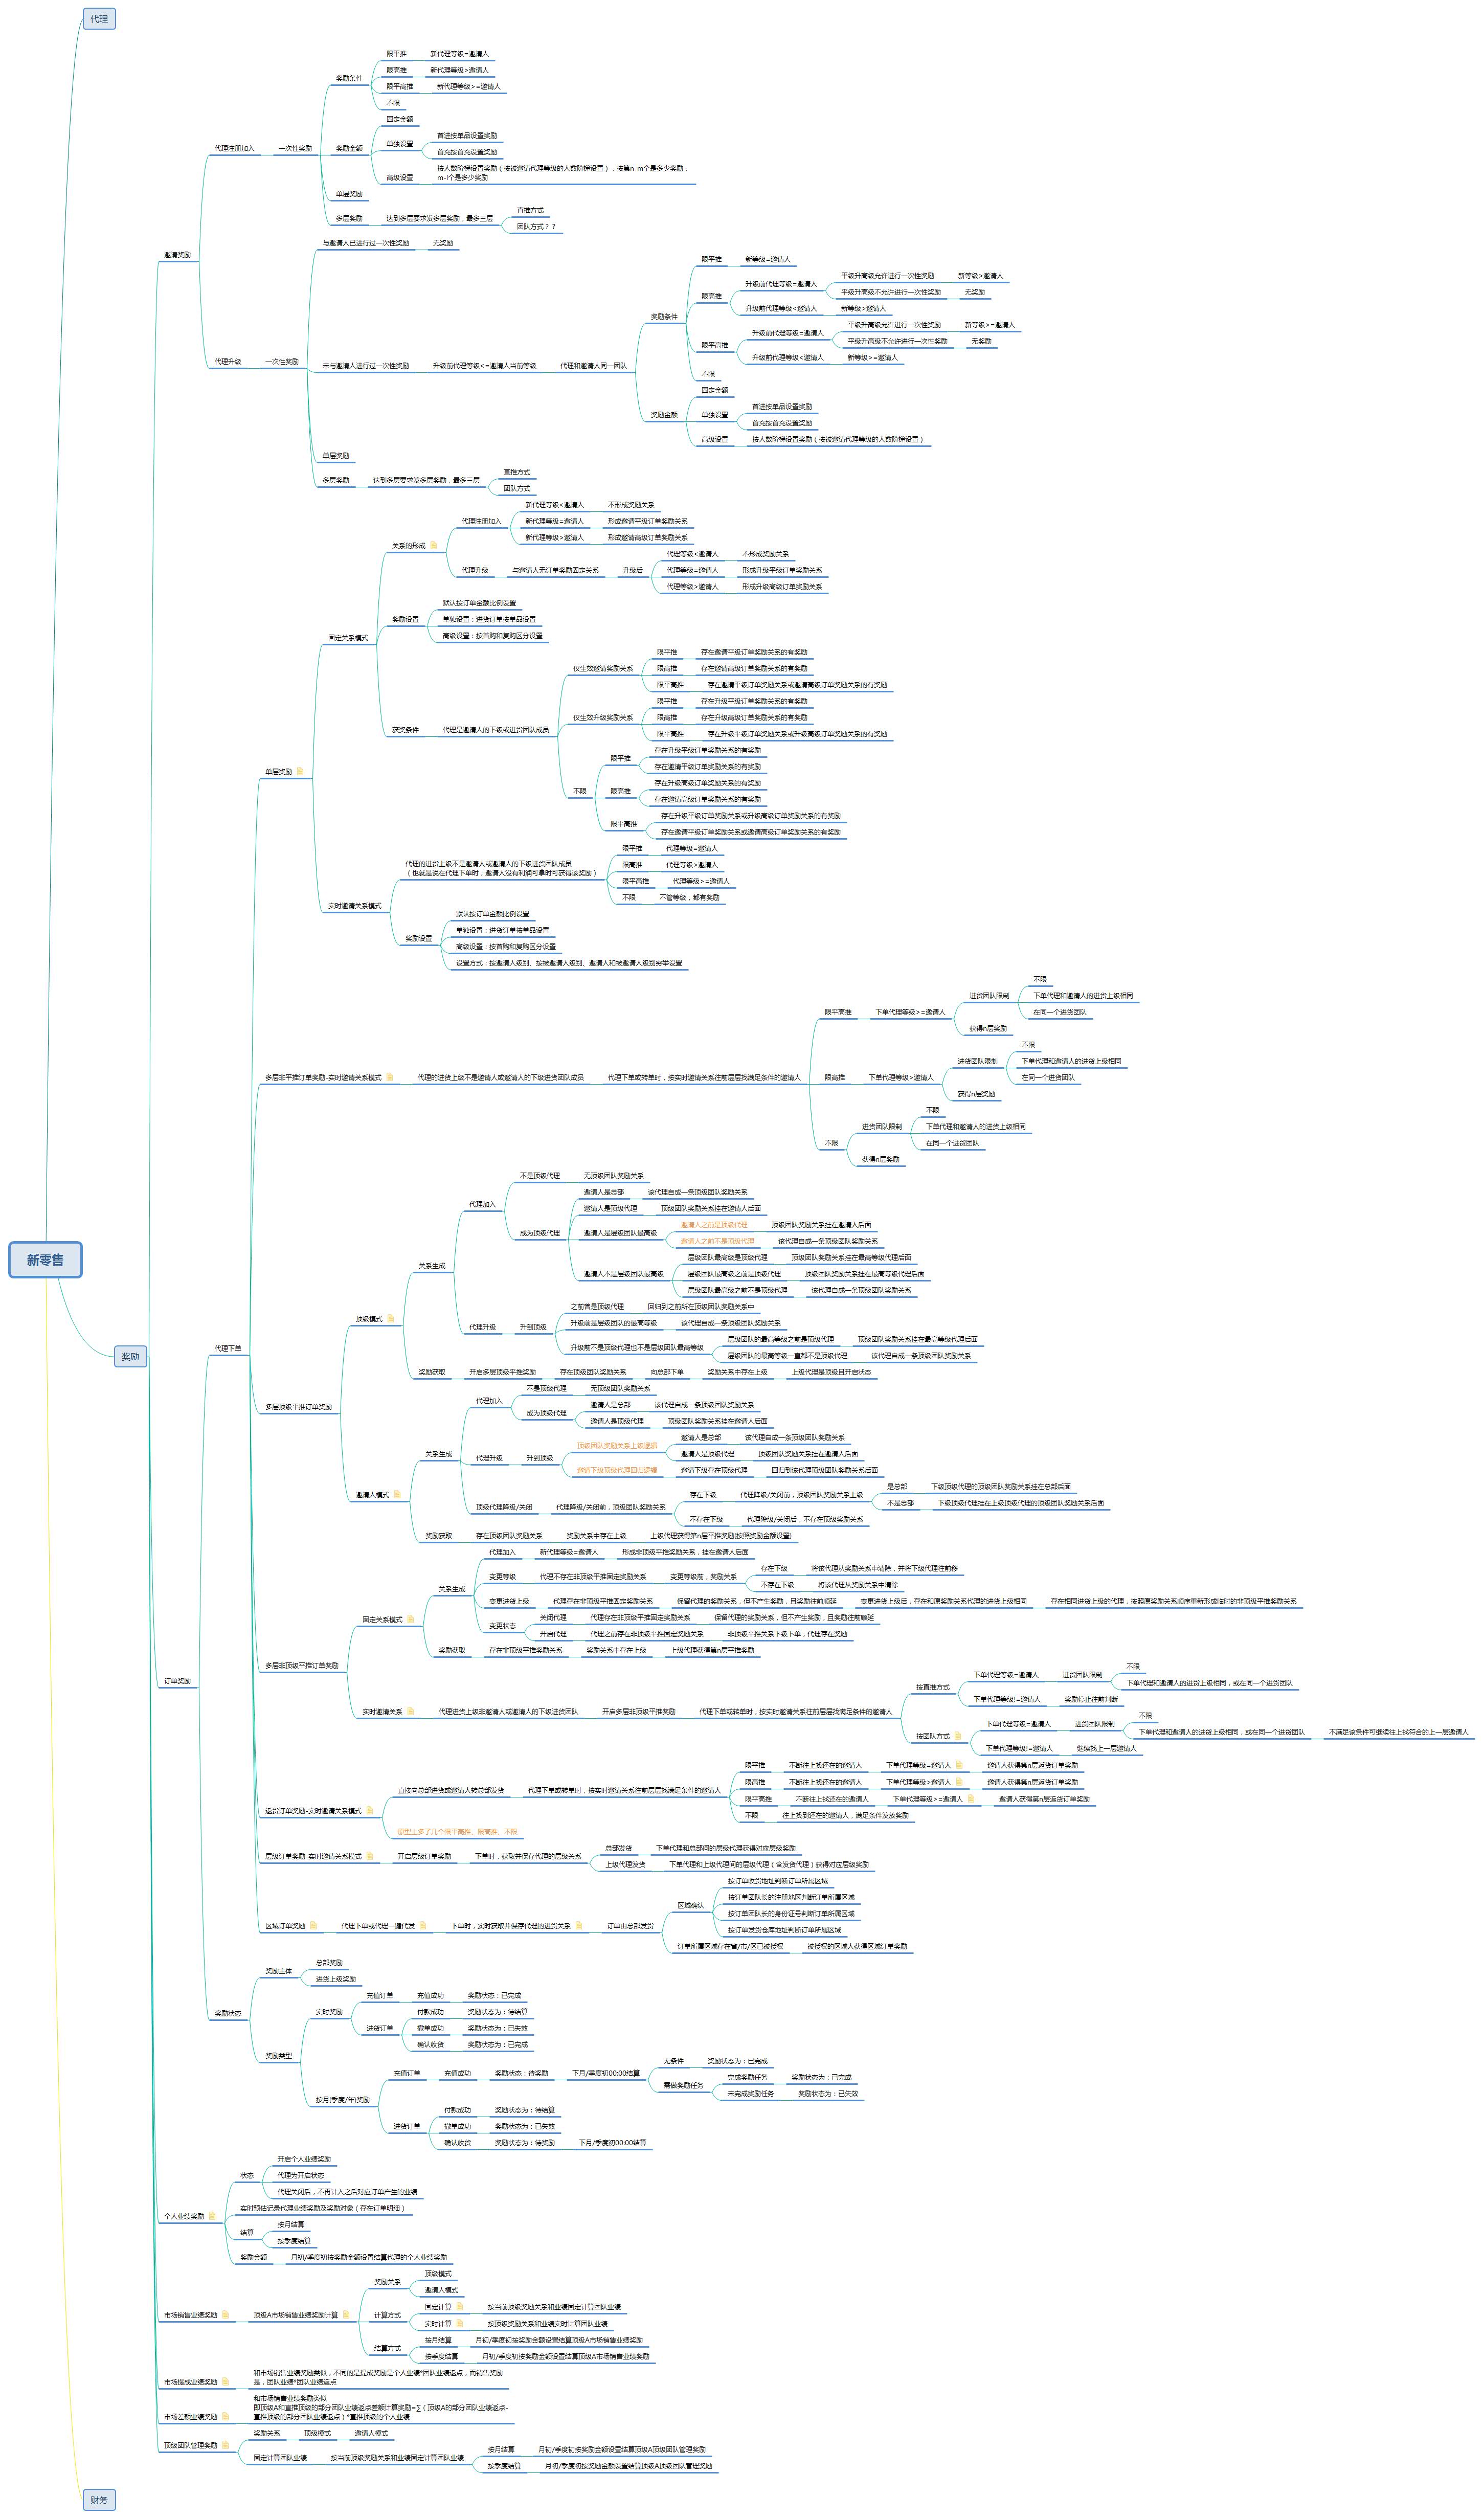 代理
新零售
奖励
财务
邀请奖励
代理注册加入
一次性奖励
奖励条件
限平推
新代理等级=邀请人
限高推
新代理等级>邀请人
限平高推
新代理等级>=邀请人
不限
奖励金额
固定金额
单独设置
首进按单品设置奖励
首充按首充设置奖励
高级设置
按人数阶梯设置奖励（按被邀请代理等级的人数阶梯设置），按第n-m个是多少奖励，
m-l个是多少奖励
单层奖励
多层奖励
达到多层要求发多层奖励，最多三层
直推方式
团队方式？？
代理升级
一次性奖励
与邀请人已进行过一次性奖励
无奖励
未与邀请人进行过一次性奖励
升级前代理等级<=邀请人当前等级
代理和邀请人同一团队
奖励条件
限平推
新等级=邀请人
限高推
升级前代理等级=邀请人
平级升高级允许进行一次性奖励
新等级>邀请人
平级升高级不允许进行一次性奖励
无奖励
升级前代理等级<邀请人
新等级>邀请人
限平高推
升级前代理等级=邀请人
平级升高级允许进行一次性奖励
新等级>=邀请人
平级升高级不允许进行一次性奖励
无奖励
升级前代理等级<邀请人
新等级>=邀请人
不限
奖励金额
固定金额
单独设置
首进按单品设置奖励
首充按首充设置奖励
高级设置
按人数阶梯设置奖励（按被邀请代理等级的人数阶梯设置）
单层奖励
多层奖励
达到多层要求发多层奖励，最多三层
直推方式
团队方式
订单奖励
代理下单
单层奖励
固定关系模式
关系的形成
代理注册加入
新代理等级<邀请人
不形成奖励关系
新代理等级=邀请人
形成邀请平级订单奖励关系
新代理等级>邀请人
形成邀请高级订单奖励关系
代理升级
与邀请人无订单奖励固定关系
升级后
代理等级<邀请人
不形成奖励关系
代理等级=邀请人
形成升级平级订单奖励关系
代理等级>邀请人
形成升级高级订单奖励关系
奖励设置
默认按订单金额比例设置
单独设置：进货订单按单品设置
高级设置：按首购和复购区分设置
获奖条件
代理是邀请人的下级或进货团队成员
仅生效邀请奖励关系
限平推
存在邀请平级订单奖励关系的有奖励
限高推
存在邀请高级订单奖励关系的有奖励
限平高推
存在邀请平级订单奖励关系或邀请高级订单奖励关系的有奖励
仅生效升级奖励关系
限平推
存在升级平级订单奖励关系的有奖励
限高推
存在升级高级订单奖励关系的有奖励
限平高推
存在升级平级订单奖励关系或升级高级订单奖励关系的有奖励
不限
限平推
存在升级平级订单奖励关系的有奖励
存在邀请平级订单奖励关系的有奖励
限高推
存在升级高级订单奖励关系的有奖励
存在邀请高级订单奖励关系的有奖励
限平高推
存在升级平级订单奖励关系或升级高级订单奖励关系的有奖励
存在邀请平级订单奖励关系或邀请高级订单奖励关系的有奖励
实时邀请关系模式
代理的进货上级不是邀请人或邀请人的下级进货团队成员
（也就是说在代理下单时，邀请人没有利润可拿时可获得该奖励）
限平推
代理等级=邀请人
限高推
代理等级>邀请人
限平高推
代理等级>=邀请人
不限
不管等级，都有奖励
奖励设置
默认按订单金额比例设置
单独设置：进货订单按单品设置
高级设置：按首购和复购区分设置
设置方式：按邀请人级别、按被邀请人级别、邀请人和被邀请人级别穷举设置
多层非平推订单奖励-实时邀请关系模式
代理的进货上级不是邀请人或邀请人的下级进货团队成员
代理下单或转单时，按实时邀请关系往前层层找满足条件的邀请人
限平高推
下单代理等级>=邀请人
进货团队限制
不限
下单代理和邀请人的进货上级相同
在同一个进货团队
获得n层奖励
限高推
下单代理等级>邀请人
进货团队限制
不限
下单代理和邀请人的进货上级相同
在同一个进货团队
获得n层奖励
不限
进货团队限制
不限
下单代理和邀请人的进货上级相同
在同一个进货团队
获得n层奖励
多层顶级平推订单奖励
顶级模式
关系生成
代理加入
不是顶级代理
无顶级团队奖励关系
成为顶级代理
邀请人是总部
该代理自成一条顶级团队奖励关系
邀请人是顶级代理
顶级团队奖励关系挂在邀请人后面
邀请人是层级团队最高级
邀请人之前是顶级代理
顶级团队奖励关系挂在邀请人后面
邀请人之前不是顶级代理
该代理自成一条顶级团队奖励关系
邀请人不是层级团队最高级
层级团队最高级是顶级代理
顶级团队奖励关系挂在最高等级代理后面
层级团队最高级之前是顶级代理
顶级团队奖励关系挂在最高等级代理后面
层级团队最高级之前不是顶级代理
该代理自成一条顶级团队奖励关系
代理升级
升到顶级
之前曾是顶级代理
回归到之前所在顶级团队奖励关系中
升级前是层级团队的最高等级
该代理自成一条顶级团队奖励关系
升级前不是顶级代理也不是层级团队最高等级
层级团队的最高等级之前是顶级代理
顶级团队奖励关系挂在最高等级代理后面
层级团队的最高等级一直都不是顶级代理
该代理自成一条顶级团队奖励关系
奖励获取
开启多层顶级平推奖励
存在顶级团队奖励关系
向总部下单
奖励关系中存在上级
上级代理是顶级且开启状态
邀请人模式
关系生成
代理加入
不是顶级代理
无顶级团队奖励关系
成为顶级代理
邀请人是总部
该代理自成一条顶级团队奖励关系
邀请人是顶级代理
顶级团队奖励关系挂在邀请人后面
代理升级
升到顶级
顶级团队奖励关系上级逻辑
邀请人是总部
该代理自成一条顶级团队奖励关系
邀请人是顶级代理
顶级团队奖励关系挂在邀请人后面
邀请下级顶级代理回归逻辑
邀请下级存在顶级代理
回归到该代理顶级团队奖励关系后面
顶级代理降级/关闭
代理降级/关闭前，顶级团队奖励关系
存在下级
代理降级/关闭前，顶级团队奖励关系上级
是总部
下级顶级代理的顶级团队奖励关系挂在总部后面
不是总部
下级顶级代理挂在上级顶级代理的顶级团队奖励关系后面
不存在下级
代理降级/关闭后，不存在顶级奖励关系
奖励获取
存在顶级团队奖励关系
奖励关系中存在上级
上级代理获得第n层平推奖励(按照奖励金额设置)
多层非顶级平推订单奖励
固定关系模式
关系生成
代理加入
新代理等级=邀请人
形成非顶级平推奖励关系，挂在邀请人后面
变更等级
代理不存在非顶级平推固定奖励关系
变更等级前，奖励关系
存在下级
将该代理从奖励关系中清除，并将下级代理往前移
不存在下级
将该代理从奖励关系中清除
变更进货上级
代理存在非顶级平推固定奖励关系
保留代理的奖励关系，但不产生奖励，且奖励往前顺延
变更进货上级后，存在和原奖励关系代理的进货上级相同
存在相同进货上级的代理，按照原奖励关系顺序重新形成临时的非顶级平推奖励关系
变更状态
关闭代理
代理存在非顶级平推固定奖励关系
保留代理的奖励关系，但不产生奖励，且奖励往前顺延
开启代理
代理之前存在非顶级平推固定奖励关系
非顶级平推关系下级下单，代理存在奖励
奖励获取
存在非顶级平推奖励关系
奖励关系中存在上级
上级代理获得第n层平推奖励
实时邀请关系
代理进货上级非邀请人或邀请人的下级进货团队
开启多层非顶级平推奖励
代理下单或转单时，按实时邀请关系往前层层找满足条件的邀请人
按直推方式
下单代理等级=邀请人
进货团队限制
不限
下单代理和邀请人的进货上级相同，或在同一个进货团队
下单代理等级!=邀请人
奖励停止往前判断
按团队方式
下单代理等级=邀请人
进货团队限制
不限
下单代理和邀请人的进货上级相同，或在同一个进货团队
不满足该条件可继续往上找符合的上一层邀请人
下单代理等级!=邀请人
继续找上一层邀请人
返货订单奖励-实时邀请关系模式
直接向总部进货或邀请人转总部发货
代理下单或转单时，按实时邀请关系往前层层找满足条件的邀请人
限平推
不断往上找还在的邀请人
下单代理等级=邀请人
邀请人获得第n层返货订单奖励
限高推
不断往上找还在的邀请人
下单代理等级>邀请人
邀请人获得第n层返货订单奖励
限平高推
不断往上找还在的邀请人
下单代理等级>=邀请人
邀请人获得第n层返货订单奖励
不限
往上找到还在的邀请人，满足条件发放奖励
原型上多了几个限平高推、限高推、不限
层级订单奖励-实时邀请关系模式
开启层级订单奖励
下单时，获取并保存代理的层级关系
总部发货
下单代理和总部间的层级代理获得对应层级奖励
上级代理发货
下单代理和上级代理间的层级代理（含发货代理）获得对应层级奖励
区域订单奖励
代理下单或代理一键代发
下单时，实时获取并保存代理的进货关系
订单由总部发货
区域确认
按订单收货地址判断订单所属区域
按订单团队长的注册地区判断订单所属区域
按订单团队长的身份证号判断订单所属区域
按订单发货仓库地址判断订单所属区域
订单所属区域存在省/市/区已被授权
被授权的区域人获得区域订单奖励
奖励状态
奖励主体
总部奖励
进货上级奖励
奖励类型
实时奖励
充值订单
充值成功
奖励状态：已完成
进货订单
付款成功
奖励状态为：待结算
撤单成功
奖励状态为：已失效
确认收货
奖励状态为：已完成
按月(季度/年)奖励
充值订单
充值成功
奖励状态：待奖励
下月/季度初00:00结算
无条件
奖励状态为：已完成
需做奖励任务
完成奖励任务
奖励状态为：已完成
未完成奖励任务
奖励状态为：已失效
进货订单
付款成功
奖励状态为：待结算
撤单成功
奖励状态为：已失效
确认收货
奖励状态为：待奖励
下月/季度初00:00结算
个人业绩奖励
状态
开启个人业绩奖励
代理为开启状态
代理关闭后，不再计入之后对应订单产生的业绩
实时预估记录代理业绩奖励及奖励对象（存在订单明细）
结算
按月结算
按季度结算
奖励金额
月初/季度初按奖励金额设置结算代理的个人业绩奖励
市场销售业绩奖励
顶级A市场销售业绩奖励计算
奖励关系
顶级模式
邀请人模式
计算方式
固定计算
按当前顶级奖励关系和业绩固定计算团队业绩
实时计算
按顶级奖励关系和业绩实时计算团队业绩
结算方式
按月结算
月初/季度初按奖励金额设置结算顶级A市场销售业绩奖励
按季度结算
月初/季度初按奖励金额设置结算顶级A市场销售业绩奖励
市场提成业绩奖励
和市场销售业绩奖励类似，不同的是提成奖励是个人业绩*团队业绩返点，而销售奖励
是，团队业绩*团队业绩返点
市场差额业绩奖励
和市场销售业绩奖励类似
即顶级A和直推顶级的部分团队业绩返点差额计算奖励=∑（顶级A的部分团队业绩返点-
直推顶级的部分团队业绩返点）*直推顶级的个人业绩
顶级团队管理奖励
奖励关系
顶级模式
邀请人模式
固定计算团队业绩
按当前顶级奖励关系和业绩固定计算团队业绩
按月结算
月初/季度初按奖励金额设置结算顶级A顶级团队管理奖励
按季度结算
月初/季度初按奖励金额设置结算顶级A顶级团队管理奖励